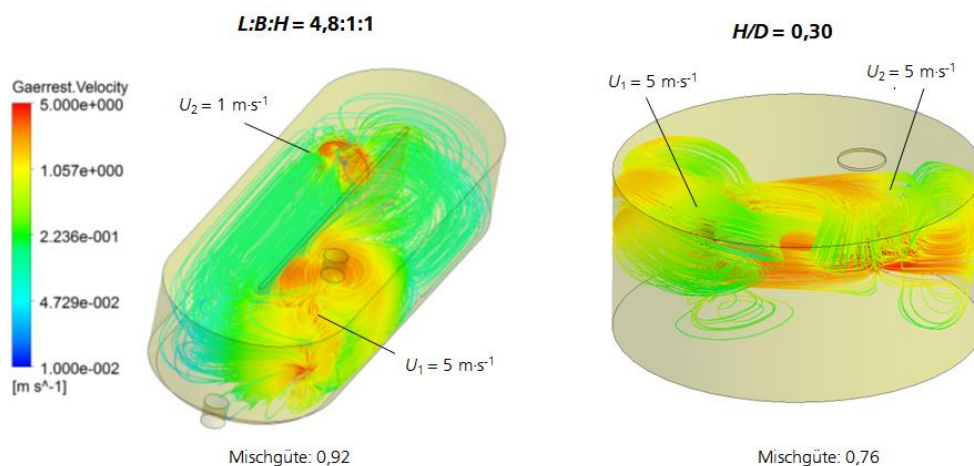 L:B:H = 4,8:1:1
H/D = 0,30
Gaerrest.Velocity
5.000e+000
1.057e+000
2.236e-001
4.729e-002
1.000e-002
[m s^-1]
U₂ = 1 m·s⁻¹
U₁ = 5 m·s⁻¹
U₁ = 5 m·s⁻¹
U₂ = 5 m·s⁻¹
Mischgüte: 0,92
Mischgüte: 0,76